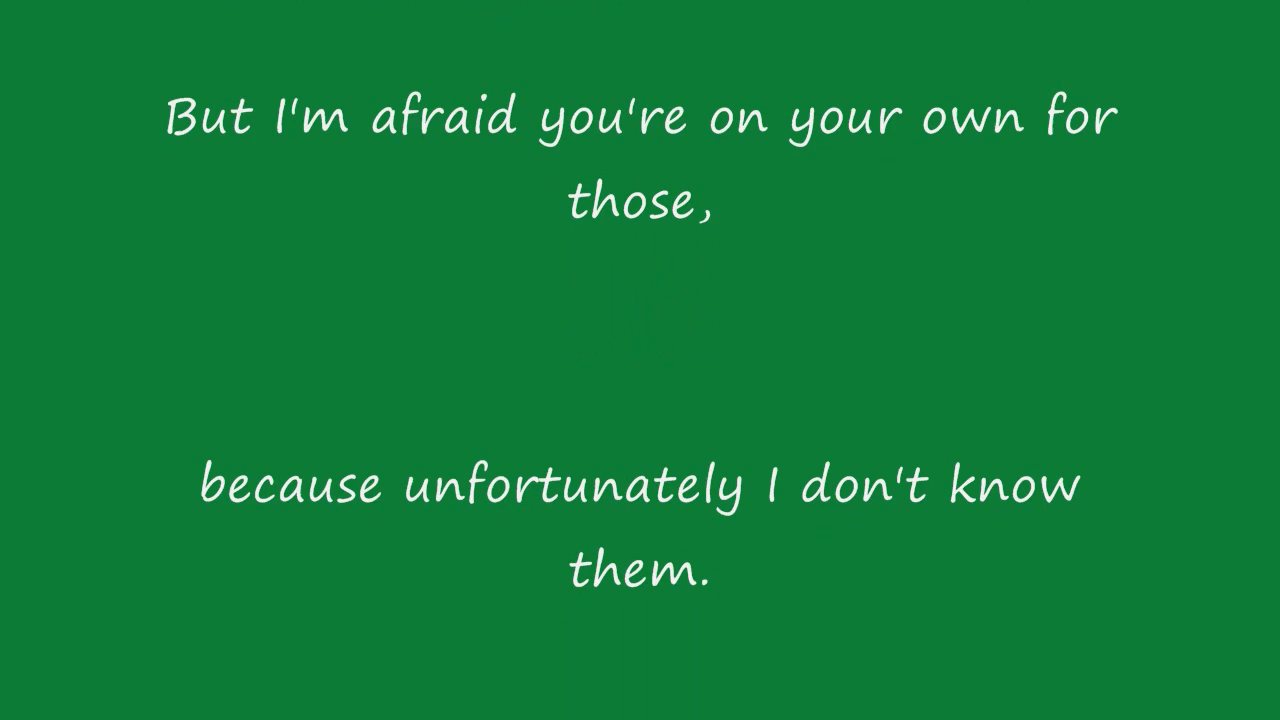 But I'm afraid you're on your own for
those,
because unfortunately I don't know
them.